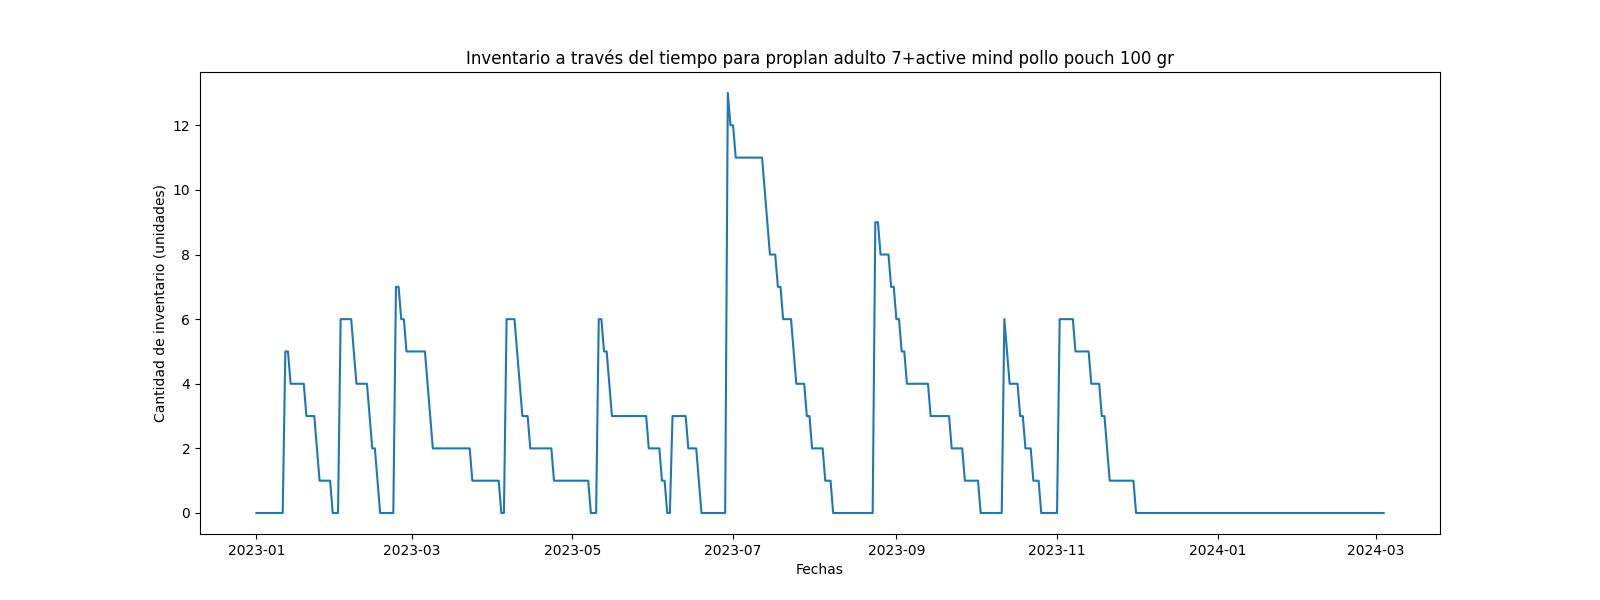 Inventario a través del tiempo para proplan adulto 7+active mind pollo pouch 100 gr
Cantidad de inventario (unidades)
12
10
8
6
4
2
0
2023-01 2023-03 2023-05 2023-07 2023-09 2023-11 2024-01 2024-03
Fechas